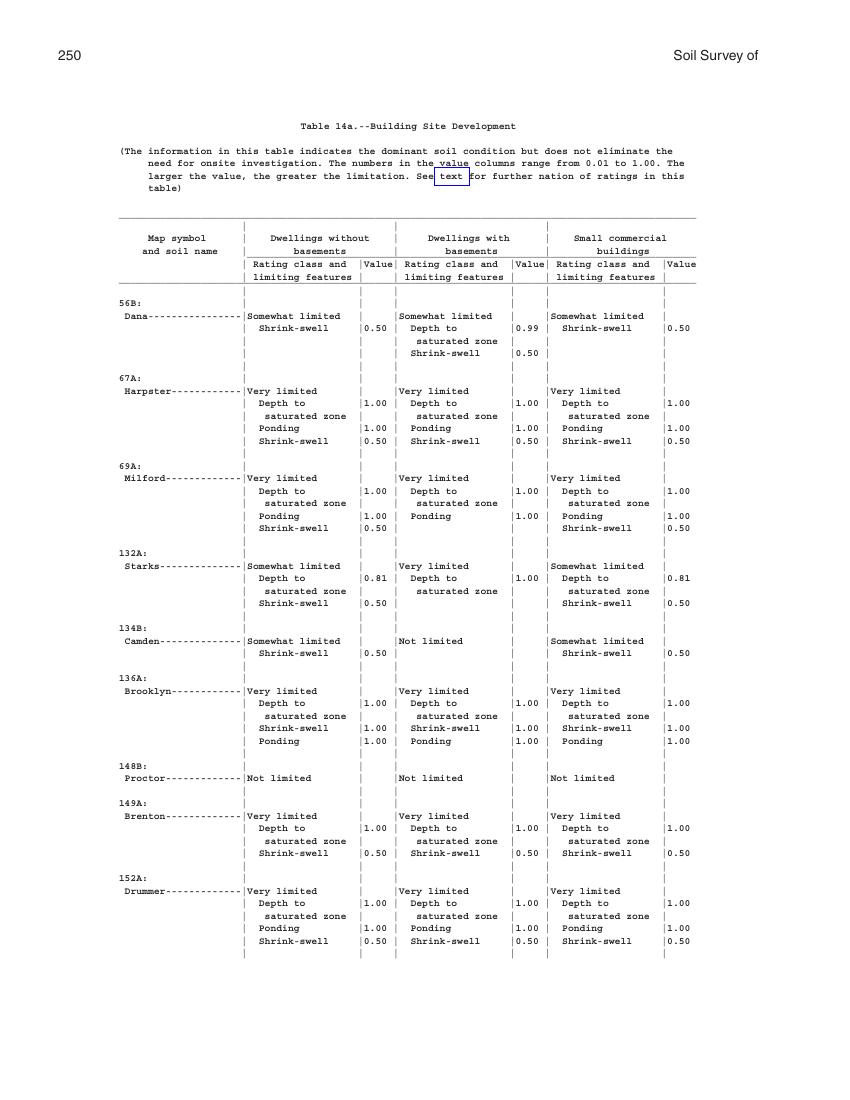 250 Soil Survey of
Table 14a.--Building Site Development
(The information in this table indicates the dominant soil condition but does not eliminate the
need for onsite investigation. The numbers in the value columns range from 0.01 to 1.00. The
larger the value, the greater the limitation. See text for further nation of ratings in this
table)
Map symbol | Dwellings without | Dwellings with | Small commercial
and soil name | basements | basements | buildings
| Rating class and |Value| Rating class and |Value| Rating class and |Value
| limiting features | | limiting features | | limiting features |
56B:
Dana---------------|Somewhat limited | |Somewhat limited | |Somewhat limited |
| Shrink-swell |0.50 | Depth to |0.99 | Shrink-swell |0.50
| | | saturated zone | | |
| | | Shrink-swell |0.50 | |
67A:
Harpster-----------|Very limited | |Very limited | |Very limited |
| Depth to |1.00 | Depth to |1.00 | Depth to |1.00
| saturated zone | | saturated zone | | saturated zone |
| Ponding |1.00 | Ponding |1.00 | Ponding |1.00
| Shrink-swell |0.50 | Shrink-swell |0.50 | Shrink-swell |0.50
69A:
Milford------------|Very limited | |Very limited | |Very limited |
| Depth to |1.00 | Depth to |1.00 | Depth to |1.00
| saturated zone | | saturated zone | | saturated zone |
| Ponding |1.00 | Ponding |1.00 | Ponding |1.00
| Shrink-swell |0.50 | | | Shrink-swell |0.50
132A:
Starks-------------|Somewhat limited | |Very limited | |Somewhat limited |
| Depth to |0.81 | Depth to |1.00 | Depth to |0.81
| saturated zone | | saturated zone | | saturated zone |
| Shrink-swell |0.50 | | | Shrink-swell |0.50
134B:
Camden-------------|Somewhat limited | |Not limited | |Somewhat limited |
| Shrink-swell |0.50 | | | Shrink-swell |0.50
136A:
Brooklyn-----------|Very limited | |Very limited | |Very limited |
| Depth to |1.00 | Depth to |1.00 | Depth to |1.00
| saturated zone | | saturated zone | | saturated zone |
| Shrink-swell |1.00 | Shrink-swell |1.00 | Shrink-swell |1.00
| Ponding |1.00 | Ponding |1.00 | Ponding |1.00
148B:
Proctor------------|Not limited | |Not limited | |Not limited |
149A:
Brenton------------|Very limited | |Very limited | |Very limited |
| Depth to |1.00 | Depth to |1.00 | Depth to |1.00
| saturated zone | | saturated zone | | saturated zone |
| Shrink-swell |0.50 | Shrink-swell |0.50 | Shrink-swell |0.50
152A:
Drummer------------|Very limited | |Very limited | |Very limited |
| Depth to |1.00 | Depth to |1.00 | Depth to |1.00
| saturated zone | | saturated zone | | saturated zone |
| Ponding |1.00 | Ponding |1.00 | Ponding |1.00
| Shrink-swell |0.50 | Shrink-swell |0.50 | Shrink-swell |0.50